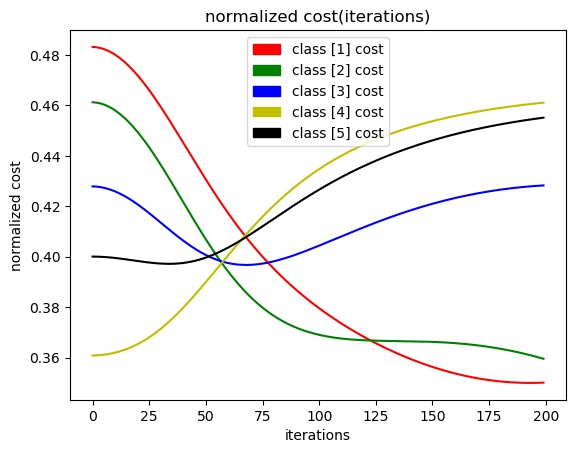 normalized cost(iterations)
class [1] cost
class [2] cost
class [3] cost
class [4] cost
class [5] cost
normalized cost
0.48
0.46
0.44
0.42
0.40
0.38
0.36
0
25
50
75
100
125
150
175
200
iterations